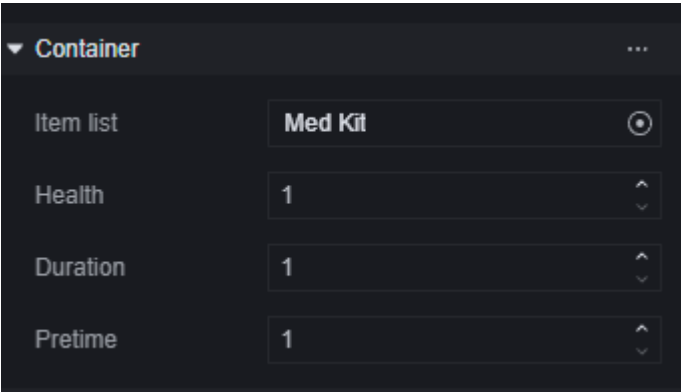 Container
Item list Med Kit
Health 1
Duration 1
Pretime 1